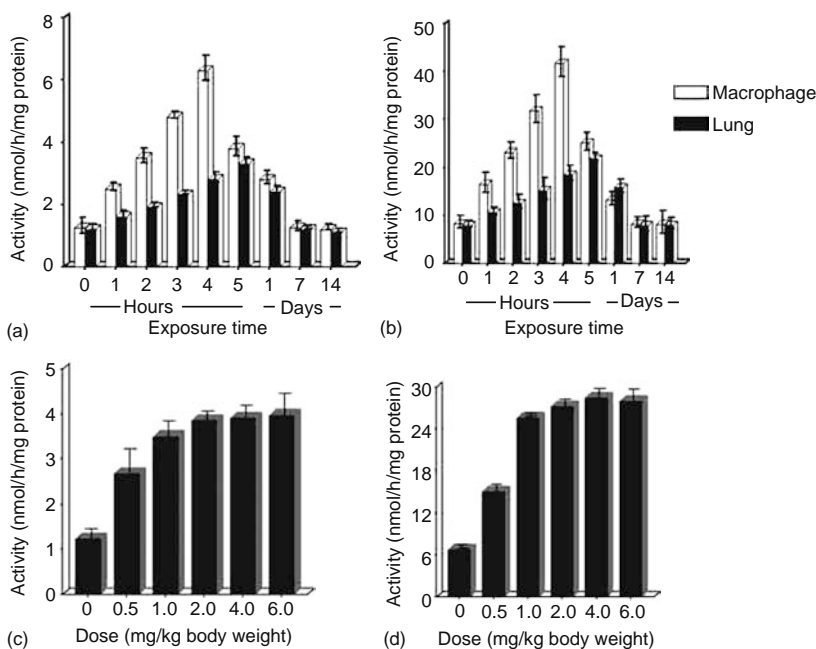 8
6
4
2
0
Activity (nmol/h/mg protein)
0 1 2 3 4 5 1 7 14
Hours Days
Exposure time
(a)
50
40
30
20
10
0
Activity (nmol/h/mg protein)
0 1 2 3 4 5 1 7 14
Hours Days
Exposure time
(b)
Macrophage
Lung
5
4
3
2
1
0
Activity (nmol/h/mg protein)
0 0.5 1.0 2.0 4.0 6.0
Dose (mg/kg body weight)
(c)
30
24
18
12
6
0
Activity (nmol/h/mg protein)
0 0.5 1.0 2.0 4.0 6.0
Dose (mg/kg body weight)
(d)